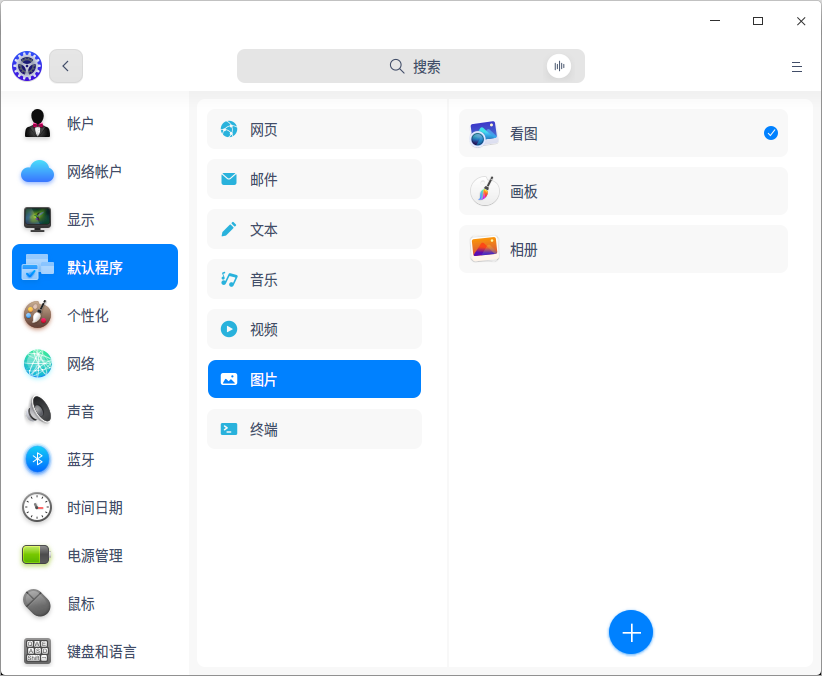 搜索
帐户
网络帐户
显示
默认程序
个性化
网络
声音
蓝牙
时间日期
电源管理
鼠标
键盘和语言
网页
邮件
文本
音乐
视频
图片
终端
看图
画板
相册